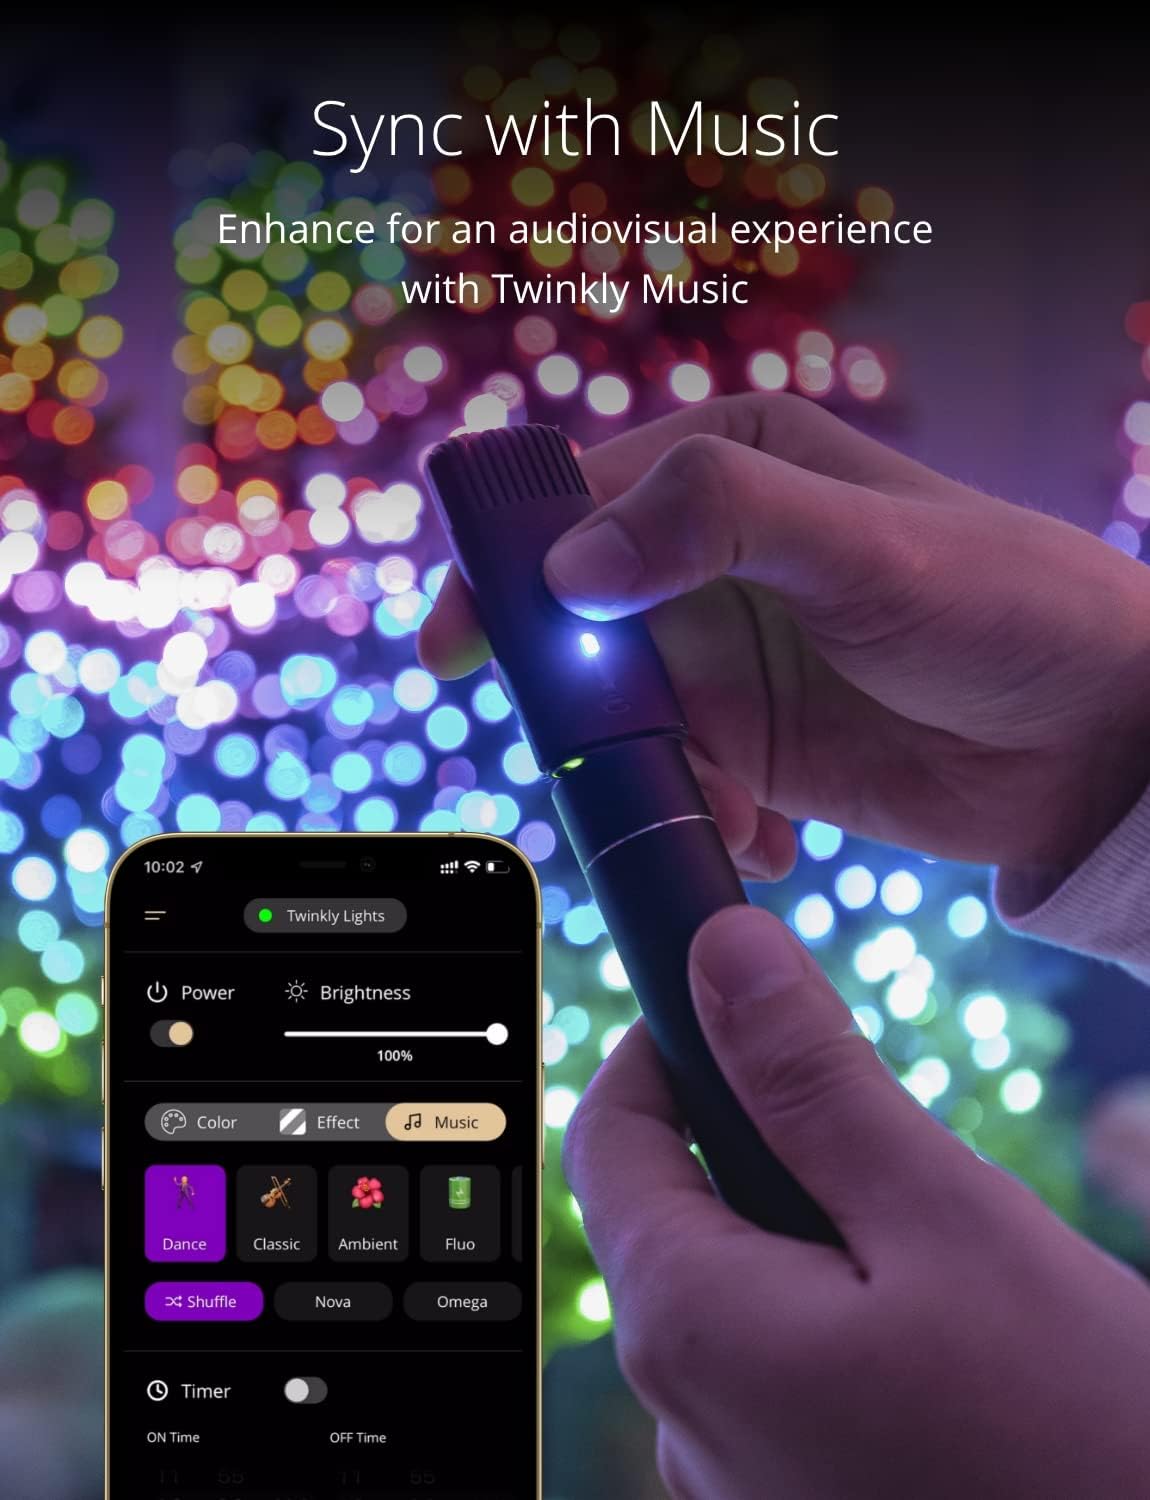 Sync with Music
Enhance for an audiovisual experience
with Twinkly Music
10:02
Twinkly Lights
Power
Brightness
100%
Color
Effect
Music
Dance
Classic
Ambient
Fluo
Shuffle
Nova
Omega
Timer
ON Time
OFF Time